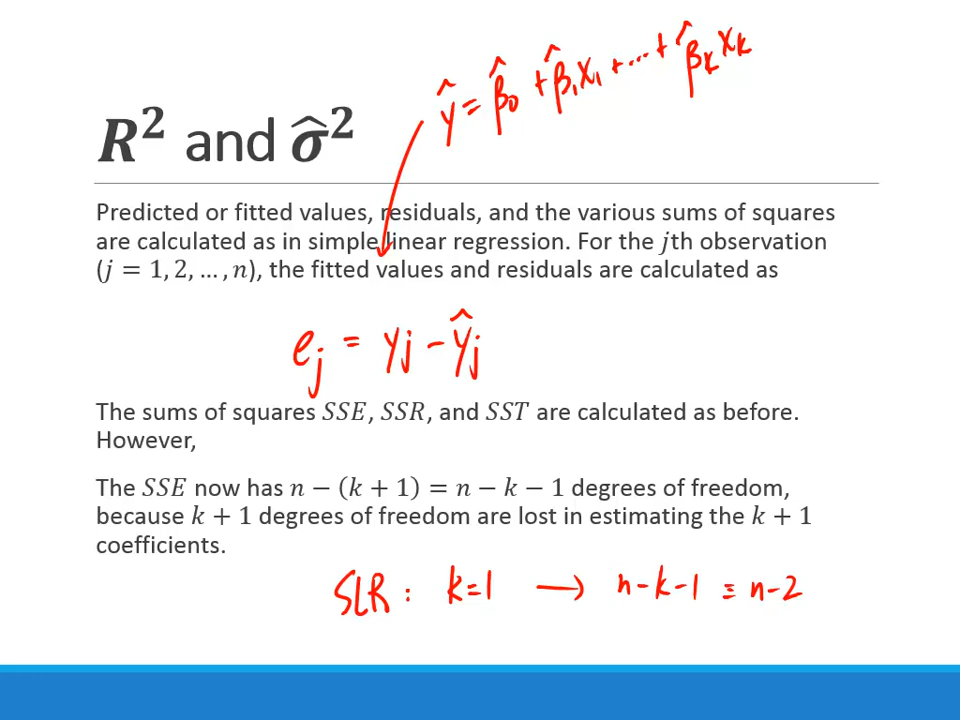 ŷ = β̂₀ + β̂₁x₁ + ... + β̂ₖxₖ
R² and σ̂²
Predicted or fitted values, residuals, and the various sums of squares
are calculated as in simple linear regression. For the jth observation
(j = 1, 2, ..., n), the fitted values and residuals are calculated as
eⱼ = yⱼ - ŷⱼ
The sums of squares SSE, SSR, and SST are calculated as before.
However,
The SSE now has n − (k + 1) = n − k − 1 degrees of freedom,
because k + 1 degrees of freedom are lost in estimating the k + 1
coefficients.
SLR : k=1 → n-k-1 = n-2